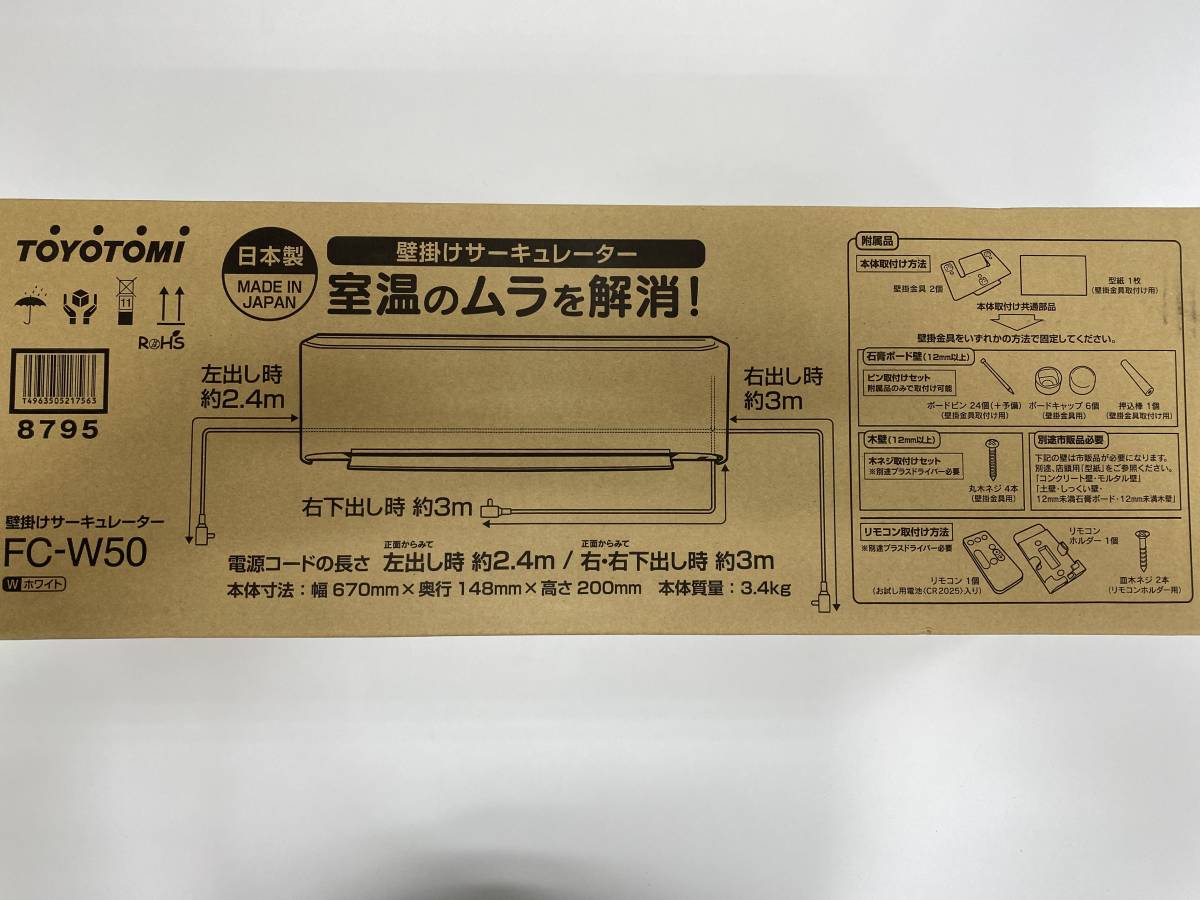 TOYOTOMI
11
RoHS
T4963505217563
8795
壁掛けサーキュレーター
FC-W50
W ホワイト
日本製
MADE IN
JAPAN
壁掛けサーキュレーター
室温のムラを解消!
左出し時
約2.4m
右出し時
約3m
右下出し時 約3m
正面からみて 正面からみて
電源コードの長さ 左出し時 約2.4m / 右・右下出し時 約3m
本体寸法:幅 670mm×奥行 148mm×高さ 200mm 本体質量:3.4kg
附属品
本体取付け方法
壁掛金具 2個
型紙 1枚
(壁掛金具取付け用)
本体取付け共通部品
壁掛金具をいずれかの方法で固定してください。
石膏ボード壁(12mm以上)
ピン取付けセット
附属品のみで取付け可能
ボードピン 24個(+予備)
(壁掛金具取付け用)
ボードキャップ 6個
(壁掛金具用)
押込棒 1個
(壁掛金具取付け用)
木壁(12mm以上)
木ネジ取付けセット
※別途プラスドライバー必要
丸木ネジ 4本
(壁掛金具用)
別途市販品必要
下記の壁は市販品が必要になります。
別途、店頭用「型紙」をご参照ください。
「コンクリート壁・モルタル壁」
「土壁・しっくい壁・
12mm未満石膏ボード・12mm未満木壁」
リモコン取付け方法
※別途プラスドライバー必要
リモコン 1個
(お試し用電池〈CR2025〉入り)
リモコン
ホルダー 1個
皿木ネジ 2本
(リモコンホルダー用)